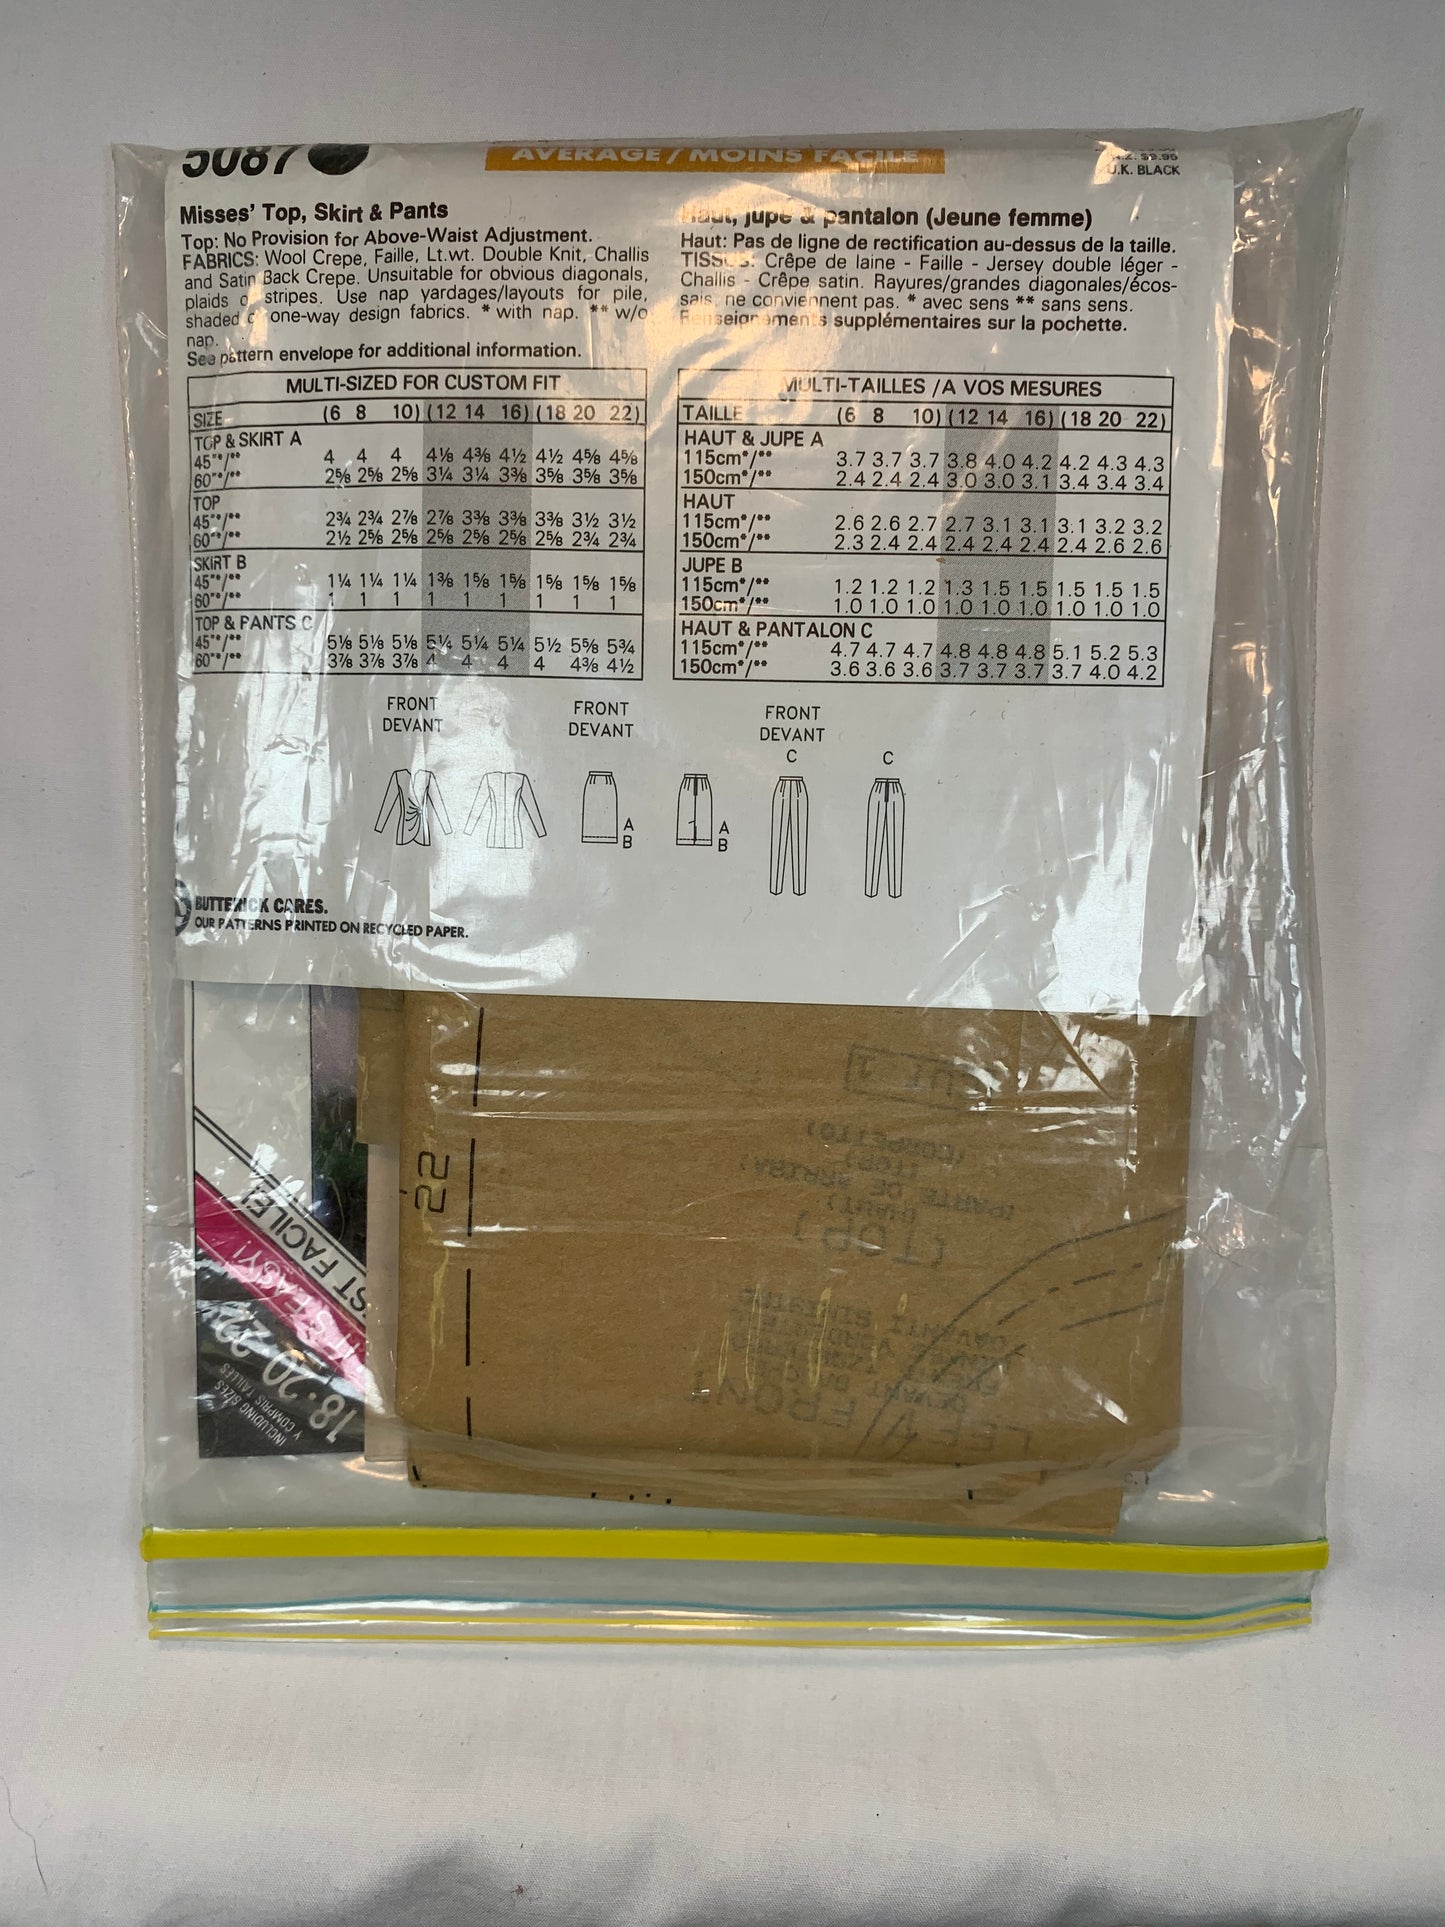 5087
AVERAGE / MOINS FACILE
N.Z. $9.95
U.K. BLACK
Misses' Top, Skirt & Pants
Top: No Provision for Above-Waist Adjustment.
FABRICS: Wool Crepe, Faille, Lt.wt. Double Knit, Challis
and Satin Back Crepe. Unsuitable for obvious diagonals,
plaids or stripes. Use nap yardages/layouts for pile,
shaded or one-way design fabrics. * with nap. ** w/o
nap.
See pattern envelope for additional information.
Haut, jupe & pantalon (Jeune femme)
Haut: Pas de ligne de rectification au-dessus de la taille.
TISSUS: Crêpe de laine - Faille - Jersey double léger -
Challis - Crêpe satin. Rayures/grandes diagonales/écos-
sais ne conviennent pas. * avec sens ** sans sens.
Renseignements supplémentaires sur la pochette.
MULTI-SIZED FOR CUSTOM FIT
SIZE (6 8 10) (12 14 16) (18 20 22)
TOP & SKIRT A
45"*/** 4 4 4 4⅛ 4⅜ 4½ 4½ 4⅝ 4⅝
60"*/** 2⅝ 2⅝ 2⅝ 3¼ 3¼ 3⅜ 3⅝ 3⅝ 3⅝
TOP
45"*/** 2¾ 2¾ 2⅞ 2⅞ 3⅜ 3⅜ 3⅜ 3½ 3½
60"*/** 2½ 2⅝ 2⅝ 2⅝ 2⅝ 2⅝ 2⅝ 2¾ 2¾
SKIRT B
45"*/** 1¼ 1¼ 1¼ 1⅜ 1⅝ 1⅝ 1⅝ 1⅝ 1⅝
60"*/** 1 1 1 1 1 1 1 1 1
TOP & PANTS C
45"*/** 5⅛ 5⅛ 5⅛ 5¼ 5¼ 5¼ 5½ 5⅝ 5¾
60"*/** 3⅞ 3⅞ 3⅞ 4 4 4 4 4⅜ 4½
MULTI-TAILLES /A VOS MESURES
TAILLE (6 8 10) (12 14 16) (18 20 22)
HAUT & JUPE A
115cm*/** 3.7 3.7 3.7 3.8 4.0 4.2 4.2 4.3 4.3
150cm*/** 2.4 2.4 2.4 3.0 3.0 3.1 3.4 3.4 3.4
HAUT
115cm*/** 2.6 2.6 2.7 2.7 3.1 3.1 3.1 3.2 3.2
150cm*/** 2.3 2.4 2.4 2.4 2.4 2.4 2.4 2.6 2.6
JUPE B
115cm*/** 1.2 1.2 1.2 1.3 1.5 1.5 1.5 1.5 1.5
150cm*/** 1.0 1.0 1.0 1.0 1.0 1.0 1.0 1.0 1.0
HAUT & PANTALON C
115cm*/** 4.7 4.7 4.7 4.8 4.8 4.8 5.1 5.2 5.3
150cm*/** 3.6 3.6 3.6 3.7 3.7 3.7 3.7 4.0 4.2
FRONT
DEVANT
FRONT
DEVANT
FRONT
DEVANT
C
C
A
B
A
B
BUTTERICK CARES.
OUR PATTERNS PRINTED ON RECYCLED PAPER.
22
FACILE!
EASY!
18·20·22
INCLUDING SIZES
Y COMPRIS TAILLES
TOP
FRONT